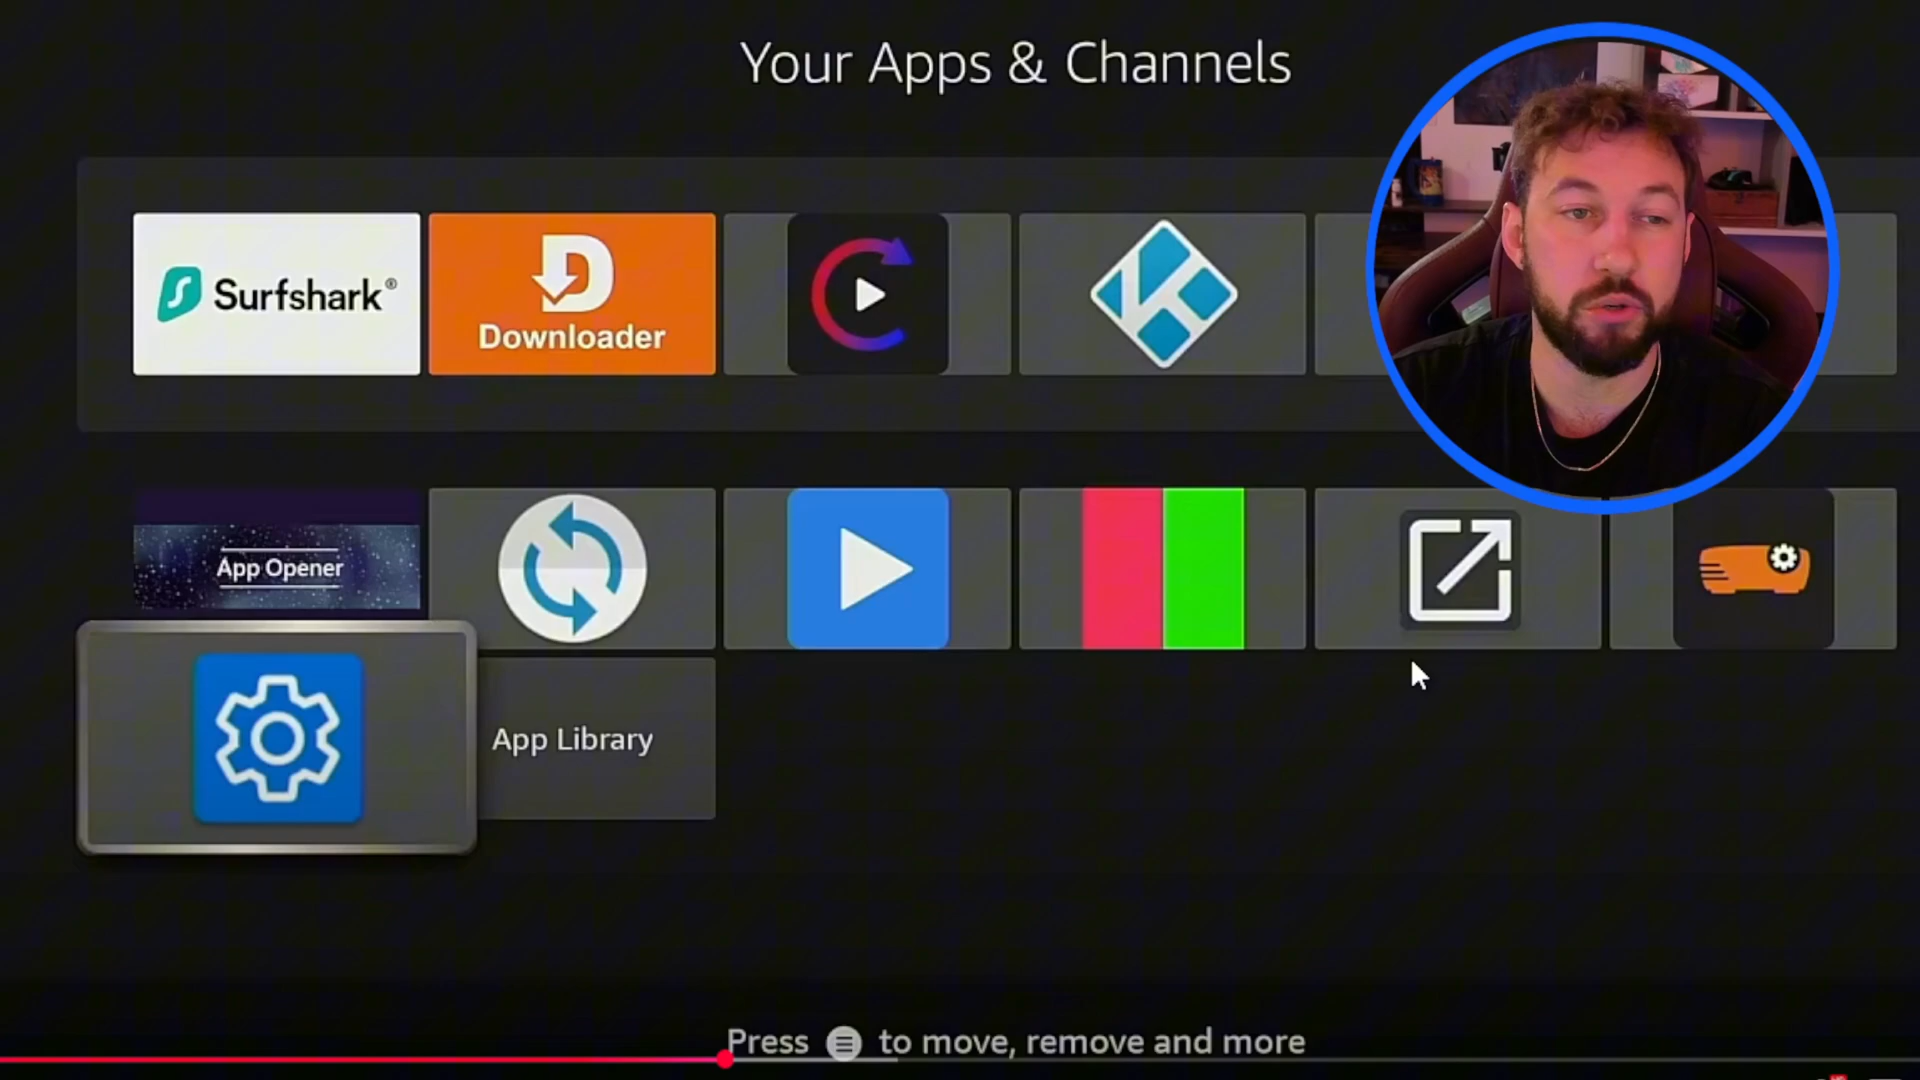 Your Apps & Channels
Surfshark®
Downloader
App Opener
App Library
Press to move, remove and more